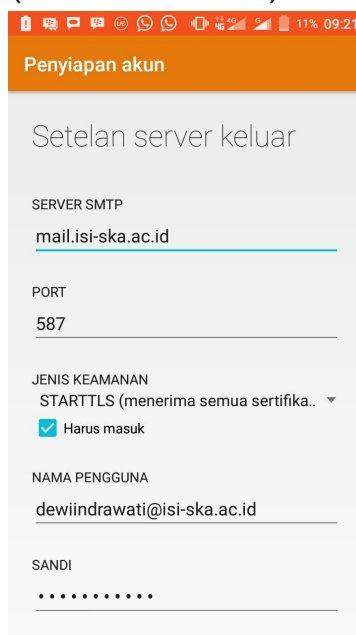 11% 09:21
Penyiapan akun
Setelan server keluar
SERVER SMTP
mail.isi-ska.ac.id
PORT
587
JENIS KEAMANAN
STARTTLS (menerima semua sertifika..
Harus masuk
NAMA PENGGUNA
dewiindrawati@isi-ska.ac.id
SANDI
• • • • • • • • • • •